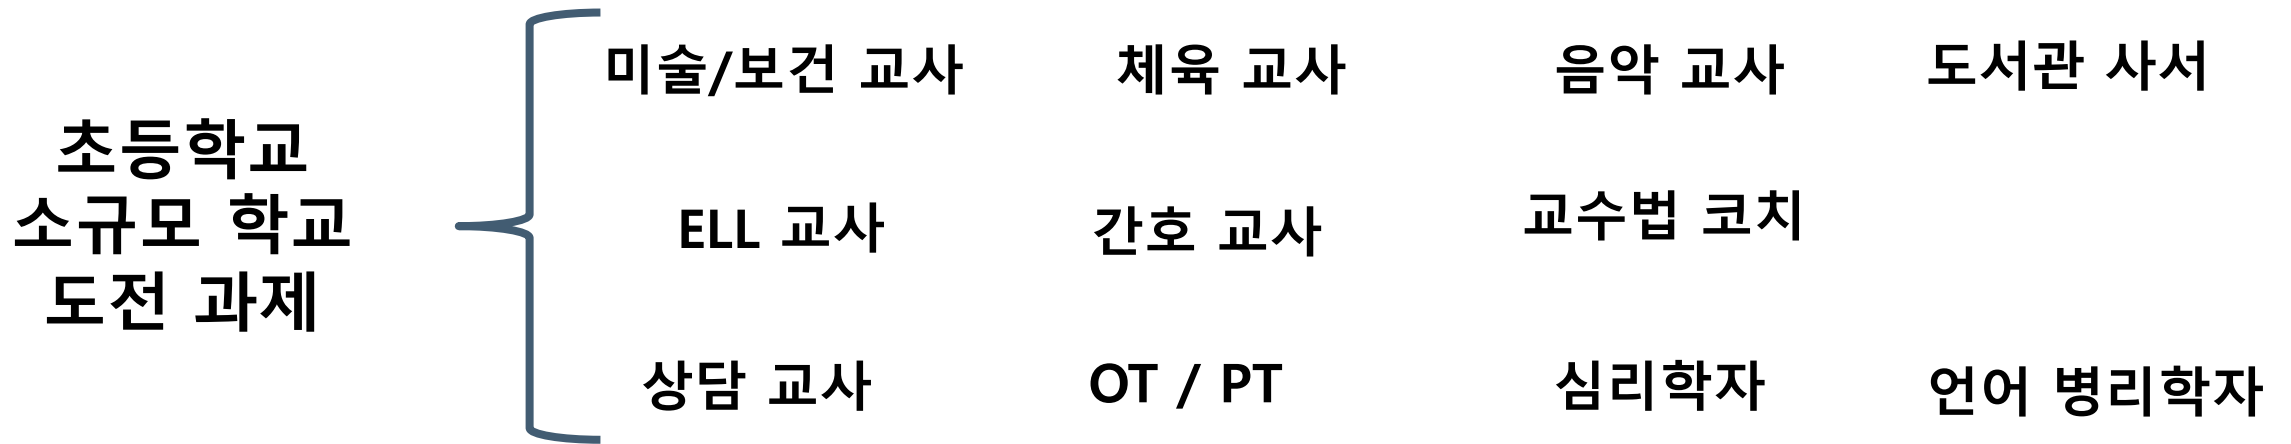 초등학교
소규모 학교
도전 과제
미술/보건 교사
체육 교사
음악 교사
도서관 사서
ELL 교사
간호 교사
교수법 코치
상담 교사
OT / PT
심리학자
언어 병리학자